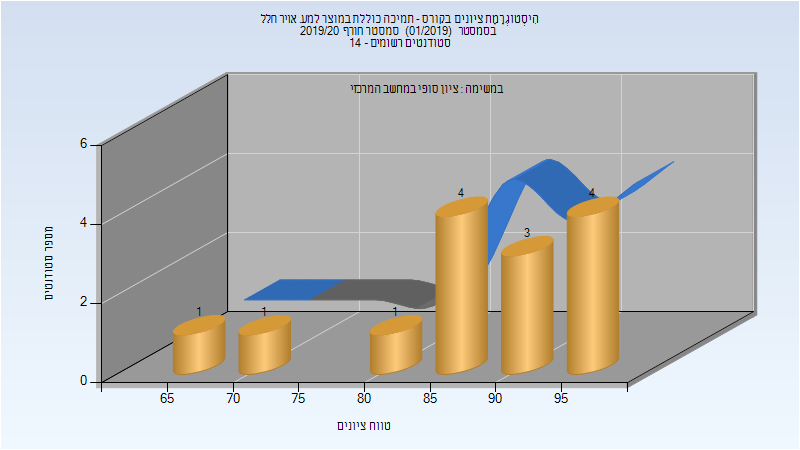 הִיסְטוֹגְרָמַת ציונים בקורס - תמיכה כוללת במוצר למע. אויר חלל
בסמסטר (01/2019) סמסטר חורף 2019/20
סטודנטים רשומים - 14
במשימה : ציון סופי במחשב המרכזי
מספר סטודנטים
6
4
2
0
1
1
1
4
3
4
65 70 75 80 85 90 95
טווח ציונים